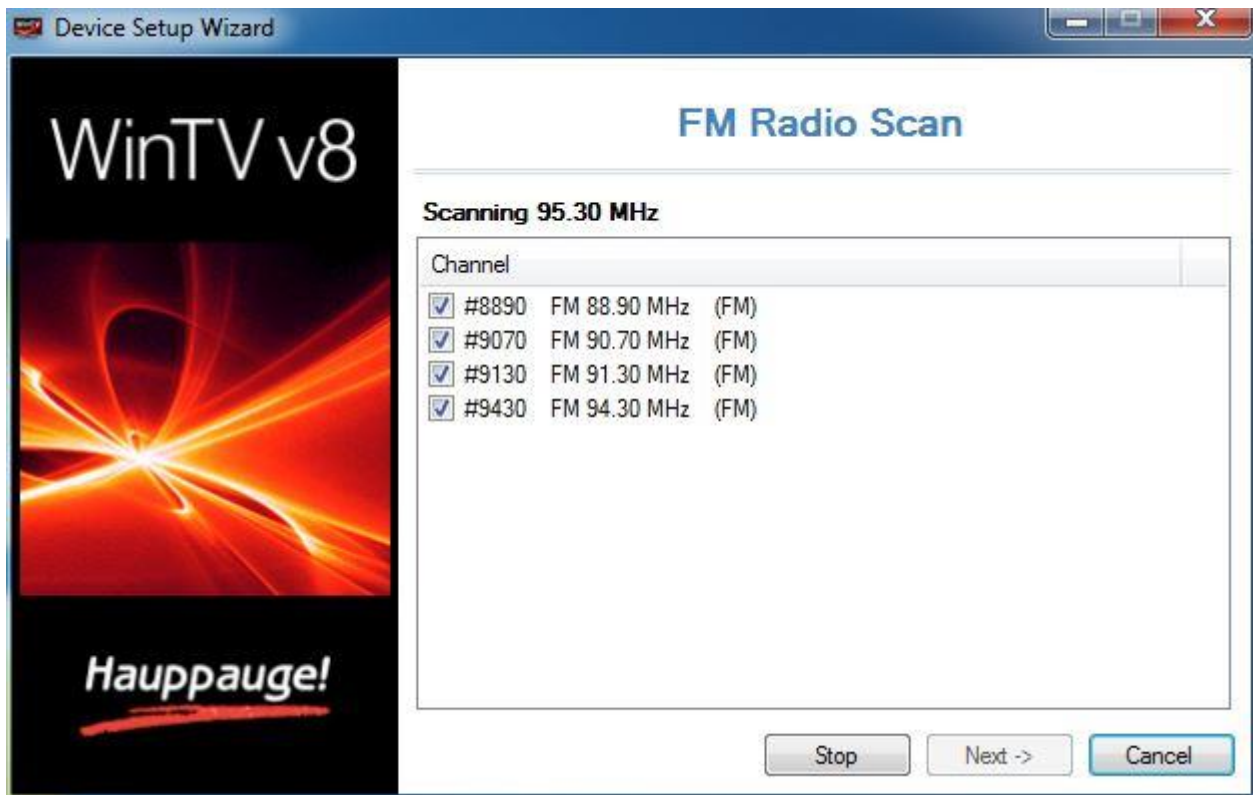 Device Setup Wizard
WinTV v8
Hauppauge!
FM Radio Scan
Scanning 95.30 MHz
Channel
#8890 FM 88.90 MHz (FM)
#9070 FM 90.70 MHz (FM)
#9130 FM 91.30 MHz (FM)
#9430 FM 94.30 MHz (FM)
Stop Next -> Cancel